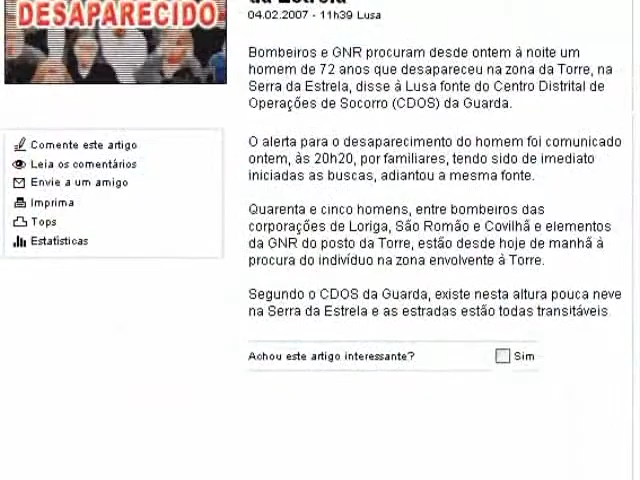 DESAPARECIDO
da Estrela
04.02.2007 - 11h39 Lusa
Bombeiros e GNR procuram desde ontem à noite um
homem de 72 anos que desapareceu na zona da Torre, na
Serra da Estrela, disse à Lusa fonte do Centro Distrital de
Operações de Socorro (CDOS) da Guarda.
Comente este artigo
Leia os comentários
Envie a um amigo
Imprima
Tops
Estatísticas
O alerta para o desaparecimento do homem foi comunicado
ontem, às 20h20, por familiares, tendo sido de imediato
iniciadas as buscas, adiantou a mesma fonte.
Quarenta e cinco homens, entre bombeiros das
corporações de Loriga, São Romão e Covilhã e elementos
da GNR do posto da Torre, estão desde hoje de manhã à
procura do indivíduo na zona envolvente à Torre.
Segundo o CDOS da Guarda, existe nesta altura pouca neve
na Serra da Estrela e as estradas estão todas transitáveis
Achou este artigo interessante? Sim